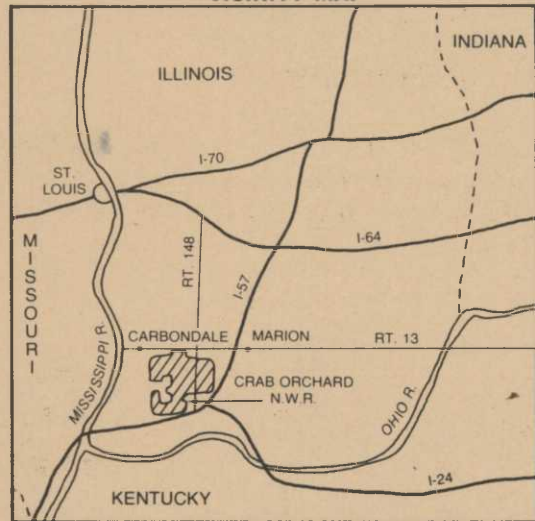 INDIANA
ILLINOIS
I-70
ST.
LOUIS
I-64
MISSOURI
RT. 148
I-57
CARBONDALE
MARION
RT. 13
MISSISSIPPI R.
CRAB ORCHARD
N.W.R.
OHIO R.
I-24
KENTUCKY